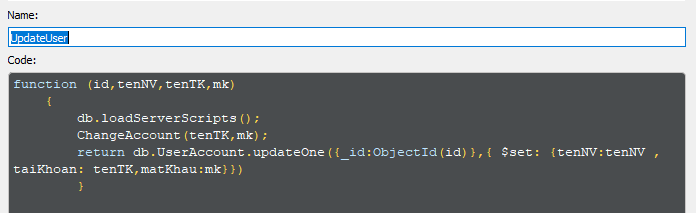 Name:
UpdateUser
Code:
function (id,tenNV,tenTK,mk)
{
db.loadServerScripts();
ChangeAccount(tenTK,mk);
return db.UserAccount.updateOne({_id:ObjectId(id)},{ $set: {tenNV:tenNV ,
taiKhoan: tenTK,matKhau:mk}})
}